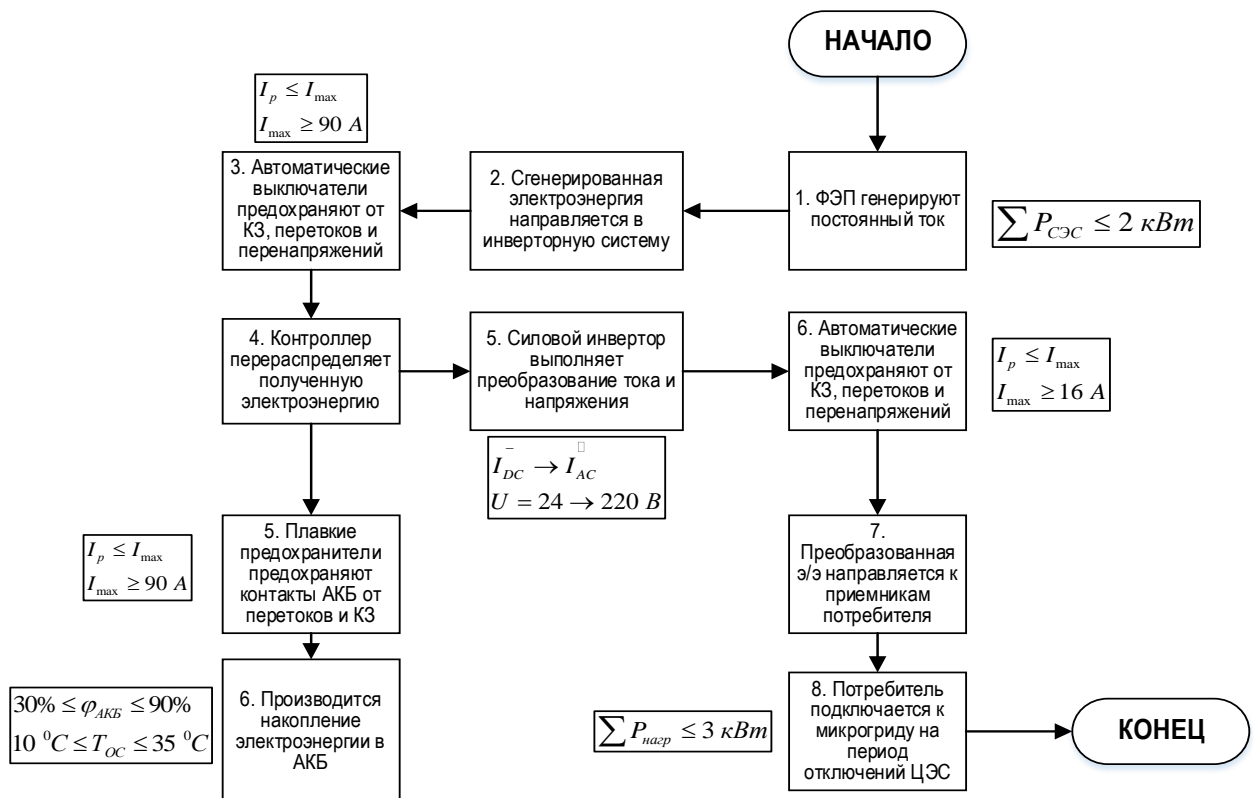 НАЧАЛО
1. ФЭП генерируют
постоянный ток
∑ P_СЭС ≤ 2 кВт
2. Сгенерированная
электроэнергия
направляется в
инверторную систему
I_p ≤ I_max
I_max ≥ 90 А
3. Автоматические
выключатели
предохраняют от
КЗ, перетоков и
перенапряжений
4. Контроллер
перераспределяет
полученную
электроэнергию
5. Силовой инвертор
выполняет
преобразование тока и
напряжения
I_DC → I_AC
U = 24 → 220 В
6. Автоматические
выключатели
предохраняют от
КЗ, перетоков и
перенапряжений
I_p ≤ I_max
I_max ≥ 16 А
5. Плавкие
предохранители
предохраняют
контакты АКБ от
перетоков и КЗ
I_p ≤ I_max
I_max ≥ 90 А
7.
Преобразованная
э/э направляется к
приемникам
потребителя
6. Производится
накопление
электроэнергии в
АКБ
30% ≤ φ_АКБ ≤ 90%
10 ⁰C ≤ T_ОС ≤ 35 ⁰C
8. Потребитель
подключается к
микрогриду на
период
отключений ЦЭС
∑ P_нагр ≤ 3 кВт
КОНЕЦ